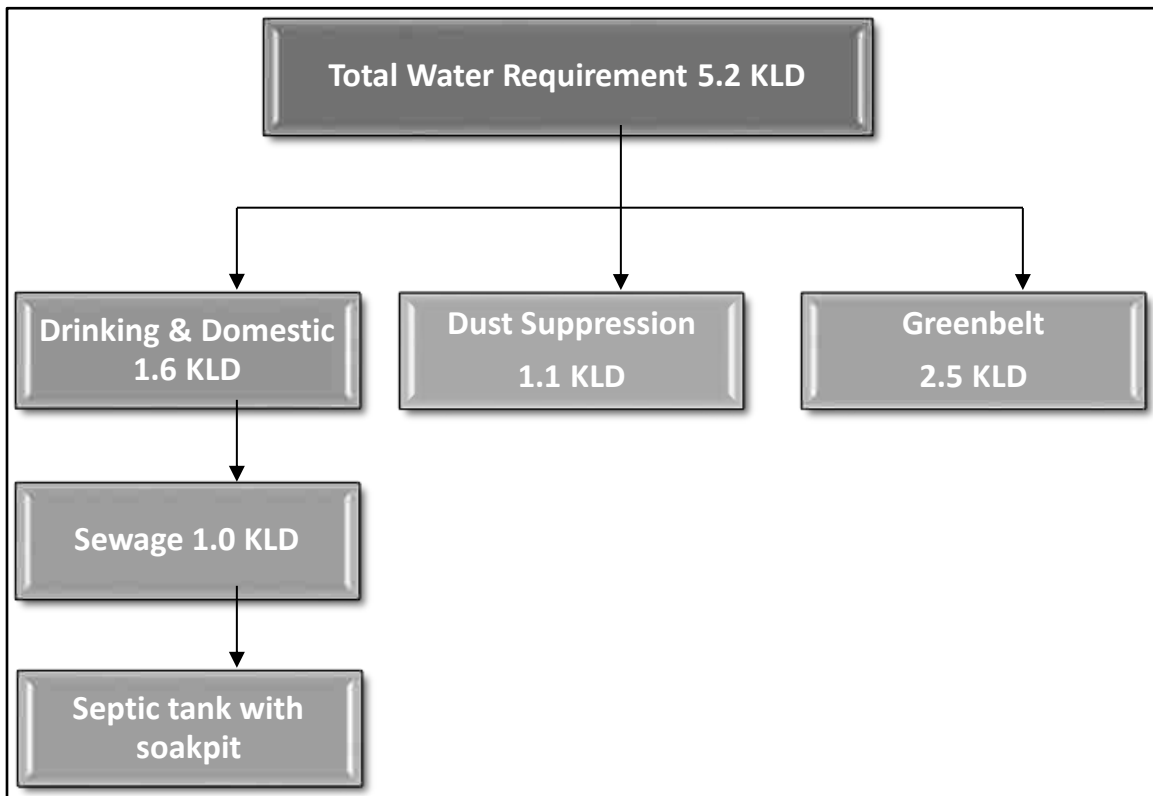 Total Water Requirement 5.2 KLD
Drinking & Domestic
1.6 KLD
Dust Suppression
1.1 KLD
Greenbelt
2.5 KLD
Sewage 1.0 KLD
Septic tank with
soakpit